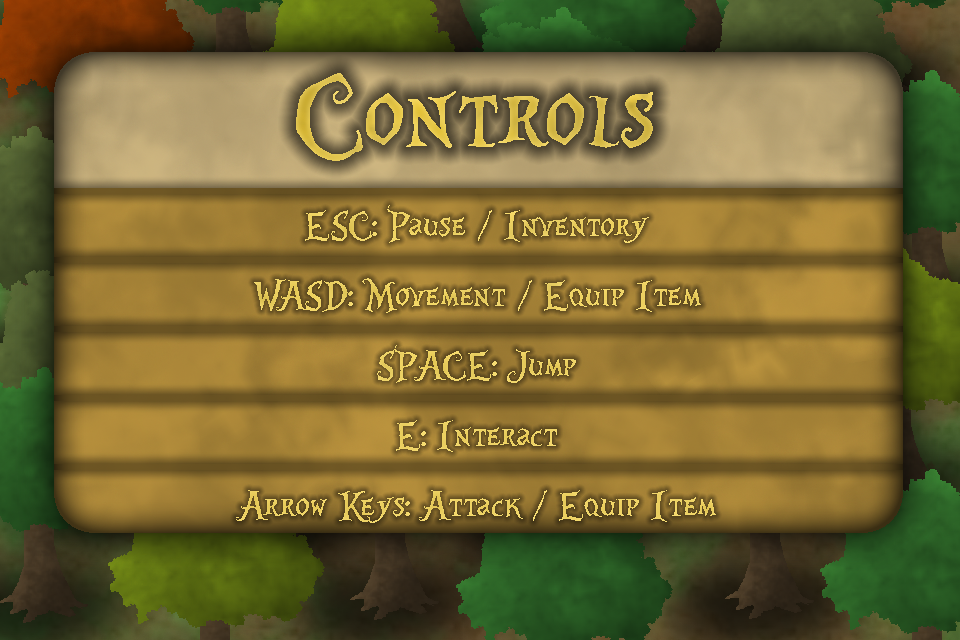 Controls
ESC: Pause / Inventory
WASD: Movement / Equip Item
SPACE: Jump
E: Interact
Arrow Keys: Attack / Equip Item